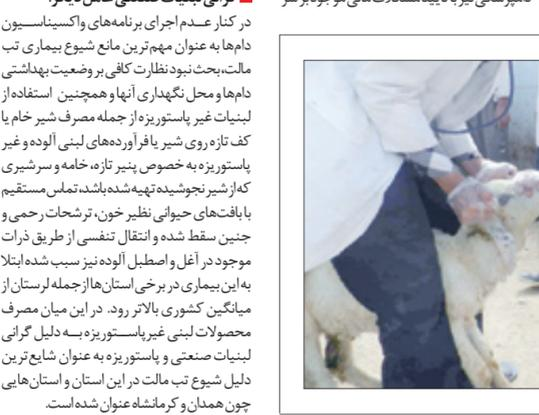 گرانی لبنیات صنعتی عامل دیگر
در کنار عـدم اجرای برنامه‌های واکسیناسـیون
دام‌ها به عنوان مهم‌ترین مانع شیوع بیماری تب
مالت، بحث نبود نظارت کافی بر وضعیت بهداشتی
دام‌ها و محل نگهداری آنها و همچنین استفاده از
لبنیات غیر پاستوریزه از جمله مصرف شیر خام یا
کف تازه روی شیر یا فرآورده‌های لبنی آلوده و غیر
پاستوریزه به خصوص پنیر تازه، خامه و سرشیری
که از شیر نجوشیده تهیه شده باشد، تماس مستقیم
با بافت‌های حیوانی نظیر خون، ترشحات رحمی و
جنین سقط شده و انتقال تنفسی از طریق ذرات
موجود در آغل و اصطبل آلوده نیز سبب شده ابتلا
به این بیماری در برخی استان‌ها از جمله لرستان از
میانگین کشوری بالاتر رود. در این میان مصرف
محصولات لبنی غیرپاسـتوریزه بـه دلیل گرانی
لبنیات صنعتی و پاستوریزه به عنوان شایع‌ترین
دلیل شیوع تب مالت در این استان و استان‌هایی
چون همدان و کرمانشاه عنوان شده است.